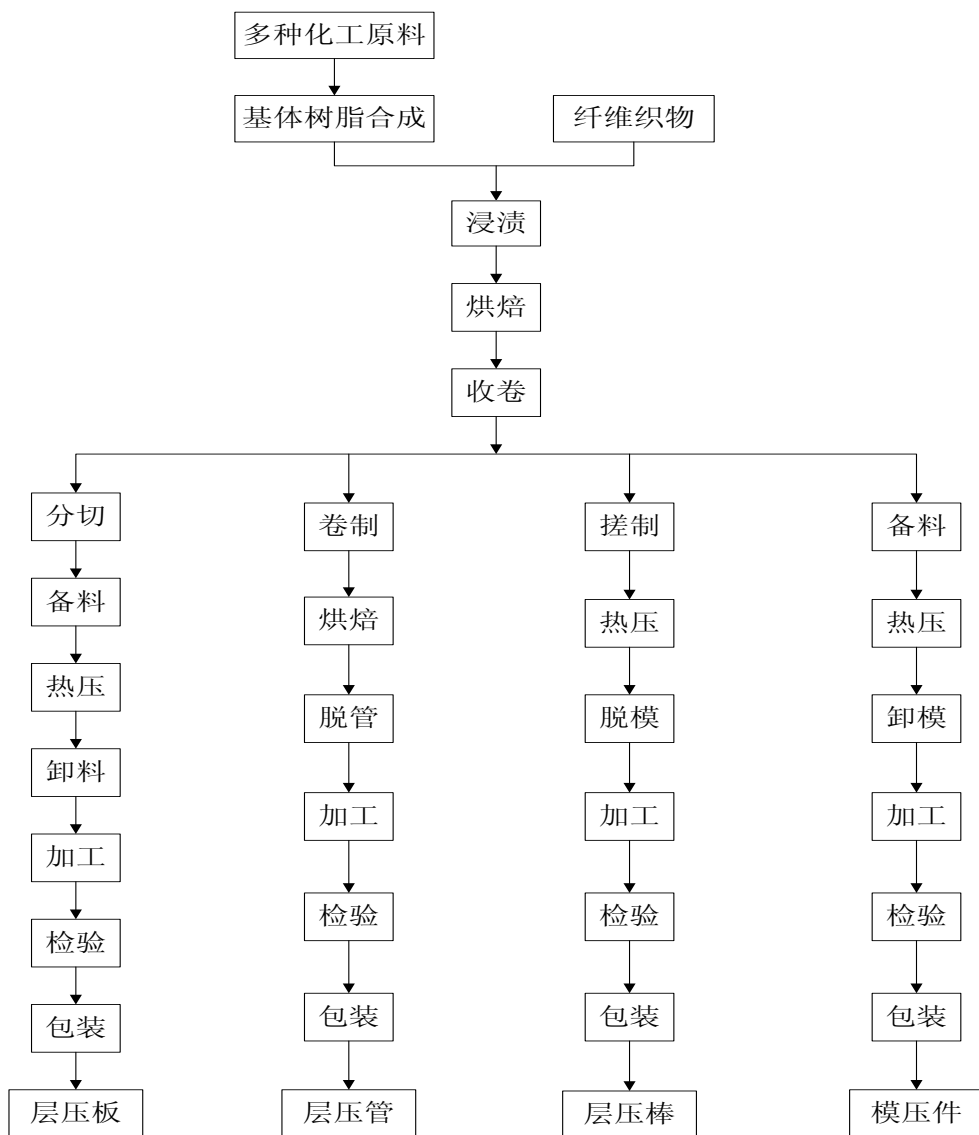 多种化工原料
基体树脂合成
纤维织物
浸渍
烘焙
收卷
分切
备料
热压
卸料
加工
检验
包装
层压板
卷制
烘焙
脱管
加工
检验
包装
层压管
搓制
热压
脱模
加工
检验
包装
层压棒
备料
热压
卸模
加工
检验
包装
模压件